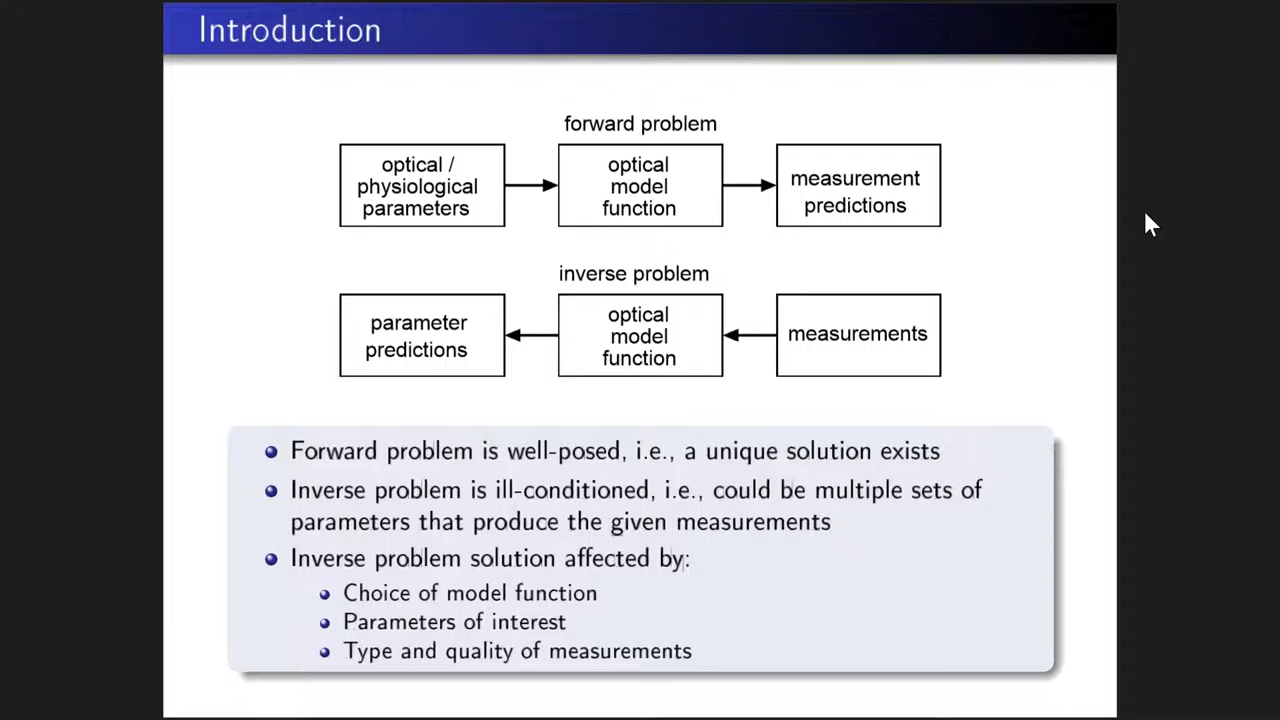 Introduction
forward problem
optical /
physiological
parameters
optical
model
function
measurement
predictions
inverse problem
parameter
predictions
optical
model
function
measurements
Forward problem is well-posed, i.e., a unique solution exists
Inverse problem is ill-conditioned, i.e., could be multiple sets of
parameters that produce the given measurements
Inverse problem solution affected by:
Choice of model function
Parameters of interest
Type and quality of measurements